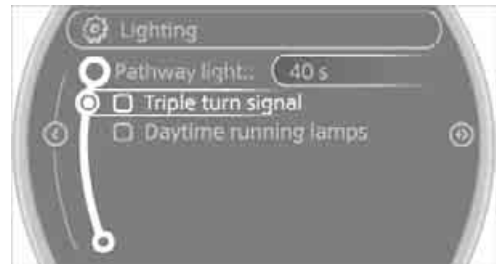 Lighting
Pathway light.: 40 s
Triple turn signal
Daytime running lamps